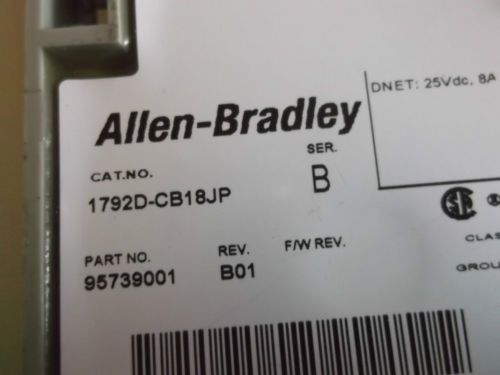 DNET: 25Vdc, 8A
Allen-Bradley
CAT.NO.
SER.
1792D-CB18JP
B
PART NO.
REV.
F/W REV.
95739001
B01
CLAS
GROU